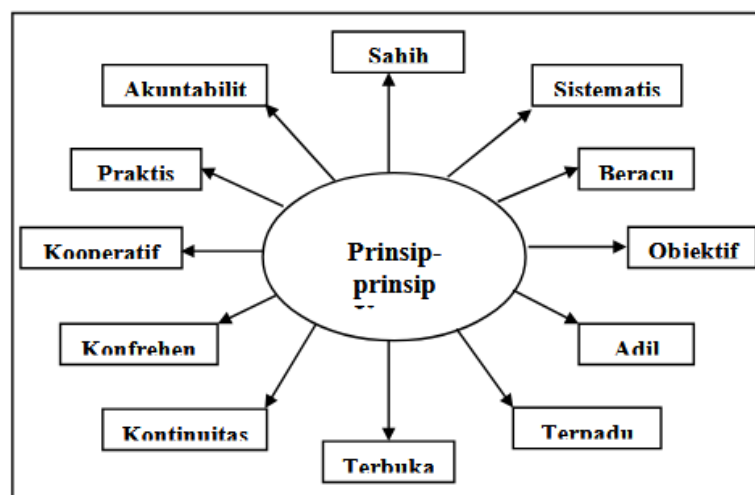 Sahih
Akuntabilit
Sistematis
Praktis
Beracu
Kooperatif
Prinsip-
prinsip
Objektif
Konfrehen
Adil
Kontinuitas
Terpadu
Terbuka